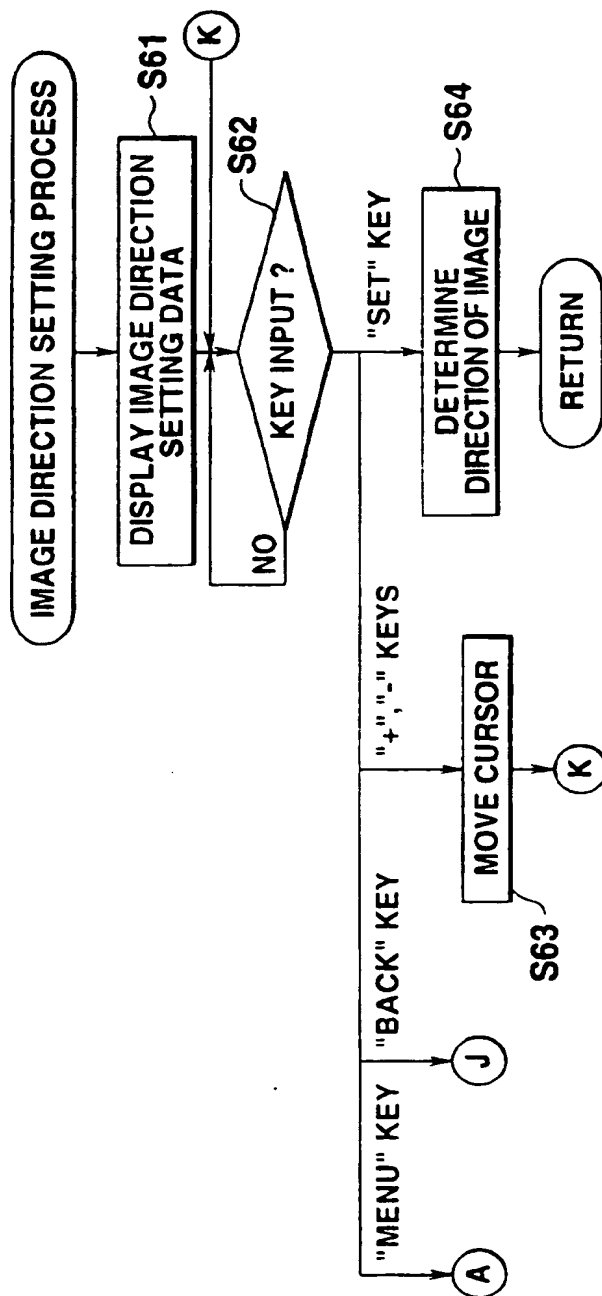 IMAGE DIRECTION SETTING PROCESS
DISPLAY IMAGE DIRECTION
SETTING DATA
S61
K
S62
KEY INPUT ?
NO
"MENU" KEY
"BACK" KEY
"+","-" KEYS
"SET" KEY
A
J
MOVE CURSOR
S63
K
DETERMINE
DIRECTION OF IMAGE
S64
RETURN